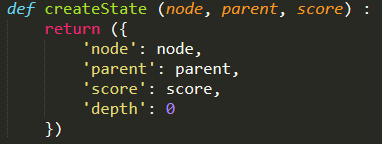 def createState (node, parent, score) :
    return ({
        'node': node,
        'parent': parent,
        'score': score,
        'depth': 0
    })